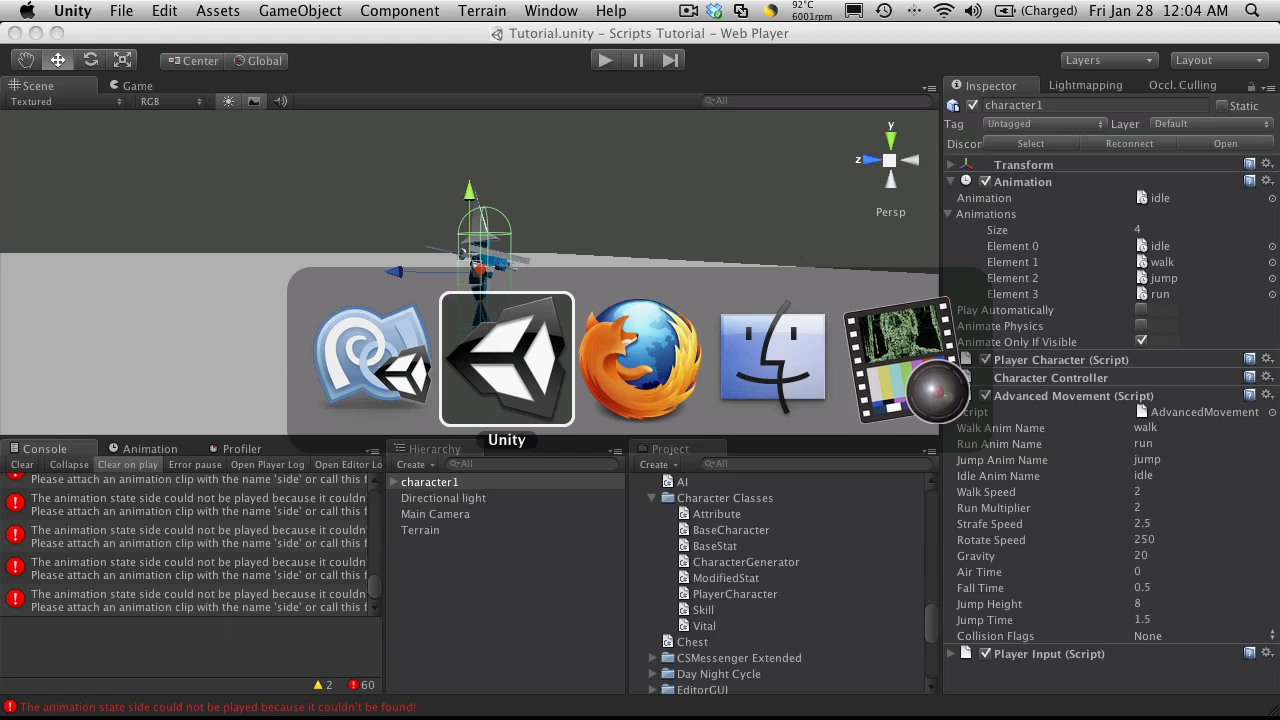 Unity File Edit Assets GameObject Component Terrain Window Help 92°C 6001rpm (Charged) Fri Jan 28 12:04 AM
Tutorial.unity – Scripts Tutorial – Web Player
Center Global Layers Layout
Scene Game
Textured RGB All
y
z
Persp
Inspector Lightmapping Occl. Culling
character1 Static
Tag Untagged Layer Default
Discor Select Reconnect Open
Transform
Animation
Animation idle
Animations
Size 4
Element 0 idle
Element 1 walk
Element 2 jump
Element 3 run
Play Automatically
Animate Physics
Animate Only If Visible
Player Character (Script)
Character Controller
Advanced Movement (Script)
Script AdvancedMovement
Walk Anim Name walk
Run Anim Name run
Jump Anim Name jump
Idle Anim Name idle
Walk Speed 2
Run Multiplier 2
Strafe Speed 2.5
Rotate Speed 250
Gravity 20
Air Time 0
Fall Time 0.5
Jump Height 8
Jump Time 1.5
Collision Flags None
Player Input (Script)
Unity
Console Animation Profiler
Clear Collapse Clear on play Error pause Open Player Log Open Editor Lo
Please attach an animation clip with the name 'side' or call this f
The animation state side could not be played because it couldn
Please attach an animation clip with the name 'side' or call this f
The animation state side could not be played because it couldn
Please attach an animation clip with the name 'side' or call this f
The animation state side could not be played because it couldn
Please attach an animation clip with the name 'side' or call this f
The animation state side could not be played because it couldn
Please attach an animation clip with the name 'side' or call this f
2 60
Hierarchy
Create All
character1
Directional light
Main Camera
Terrain
Project
Create All
AI
Character Classes
Attribute
BaseCharacter
BaseStat
CharacterGenerator
ModifiedStat
PlayerCharacter
Skill
Vital
Chest
CSMessenger Extended
Day Night Cycle
EditorGUI
The animation state side could not be played because it couldn't be found!